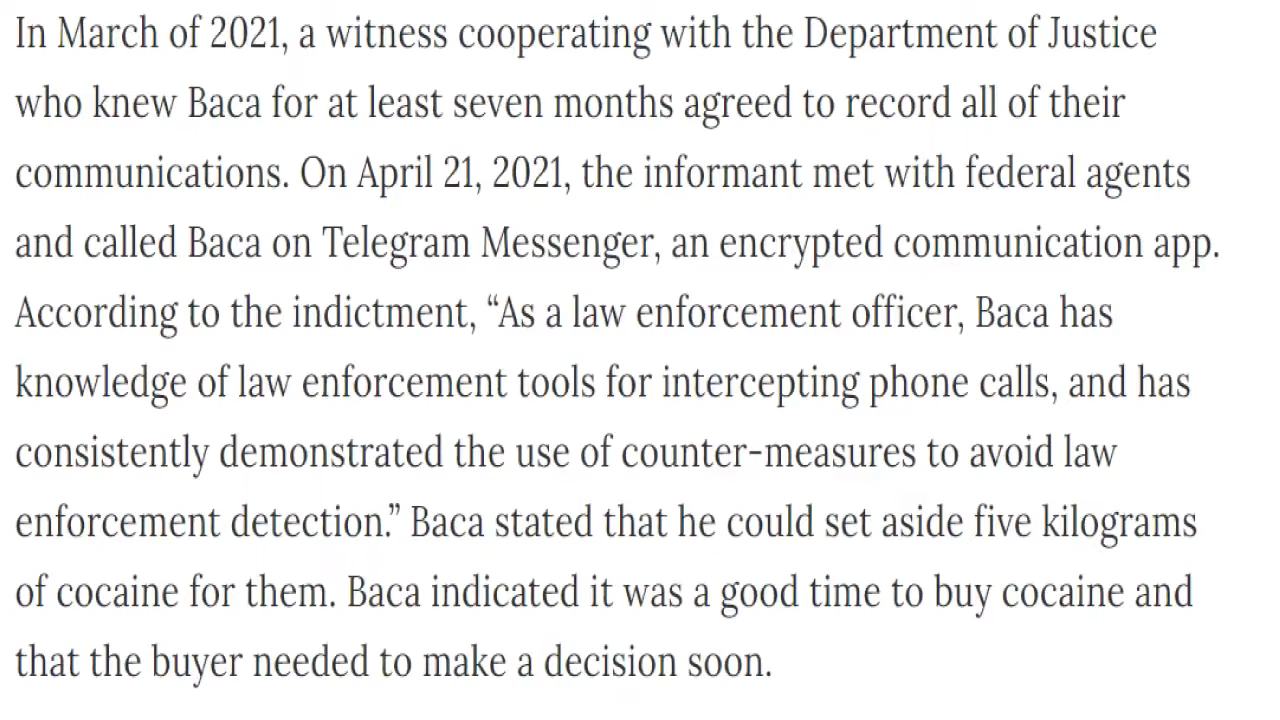 In March of 2021, a witness cooperating with the Department of Justice
who knew Baca for at least seven months agreed to record all of their
communications. On April 21, 2021, the informant met with federal agents
and called Baca on Telegram Messenger, an encrypted communication app.
According to the indictment, “As a law enforcement officer, Baca has
knowledge of law enforcement tools for intercepting phone calls, and has
consistently demonstrated the use of counter-measures to avoid law
enforcement detection.” Baca stated that he could set aside five kilograms
of cocaine for them. Baca indicated it was a good time to buy cocaine and
that the buyer needed to make a decision soon.